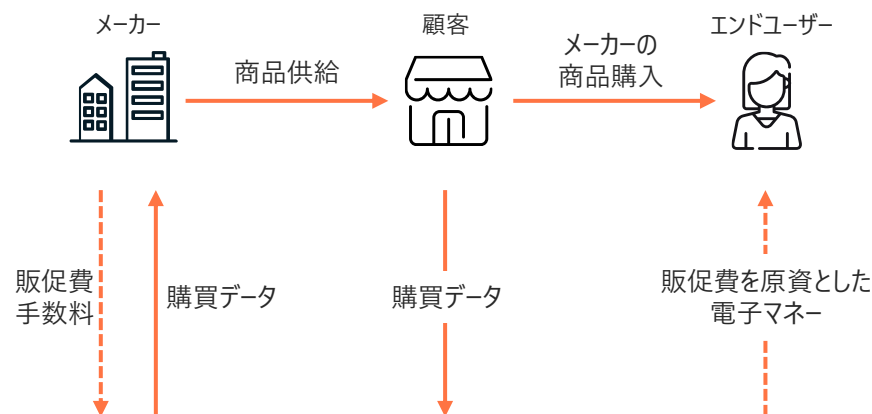 メーカー
顧客
エンドユーザー
商品供給
メーカーの
商品購入
販促費
手数料
購買データ
購買データ
販促費を原資とした
電子マネー